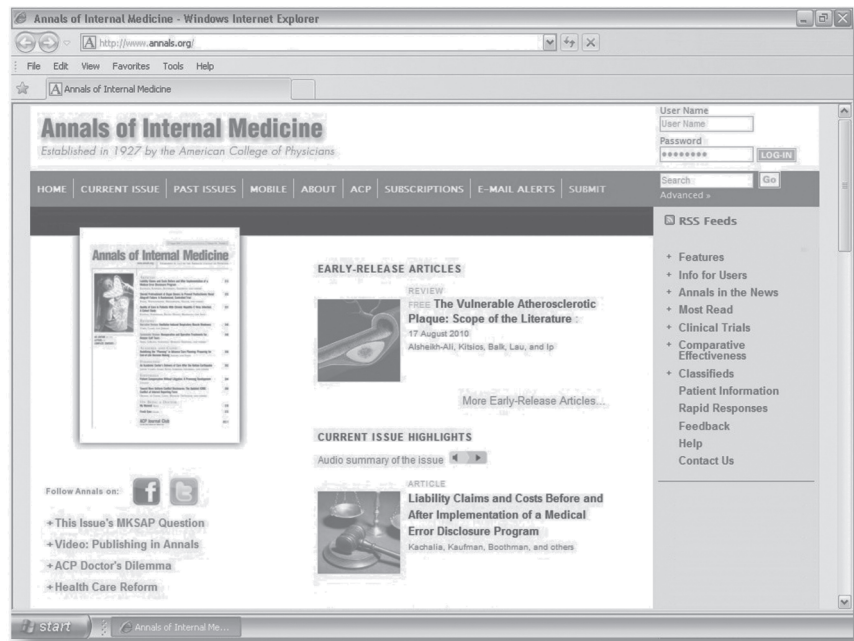 Annals of Internal Medicine - Windows Internet Explorer
http://www.annals.org/
File Edit View Favorites Tools Help
Annals of Internal Medicine
Annals of Internal Medicine
Established in 1927 by the American College of Physicians
User Name
User Name
Password
LOG-IN
HOME CURRENT ISSUE PAST ISSUES MOBILE ABOUT ACP SUBSCRIPTIONS E-MAIL ALERTS SUBMIT
Search Go
Advanced »
Annals of Internal Medicine
Follow Annals on:
+This Issue's MKSAP Question
+Video: Publishing in Annals
+ACP Doctor's Dilemma
+Health Care Reform
EARLY-RELEASE ARTICLES
REVIEW
FREE The Vulnerable Atherosclerotic
Plaque: Scope of the Literature
17 August 2010
Alsheikh-Ali, Kitsios, Balk, Lau, and Ip
More Early-Release Articles...
CURRENT ISSUE HIGHLIGHTS
Audio summary of the issue
ARTICLE
Liability Claims and Costs Before and
After Implementation of a Medical
Error Disclosure Program
Kachalia, Kaufman, Boothman, and others
RSS Feeds
+ Features
+ Info for Users
+ Annals in the News
+ Most Read
+ Clinical Trials
+ Comparative
Effectiveness
+ Classifieds
Patient Information
Rapid Responses
Feedback
Help
Contact Us
start Annals of Internal Me...